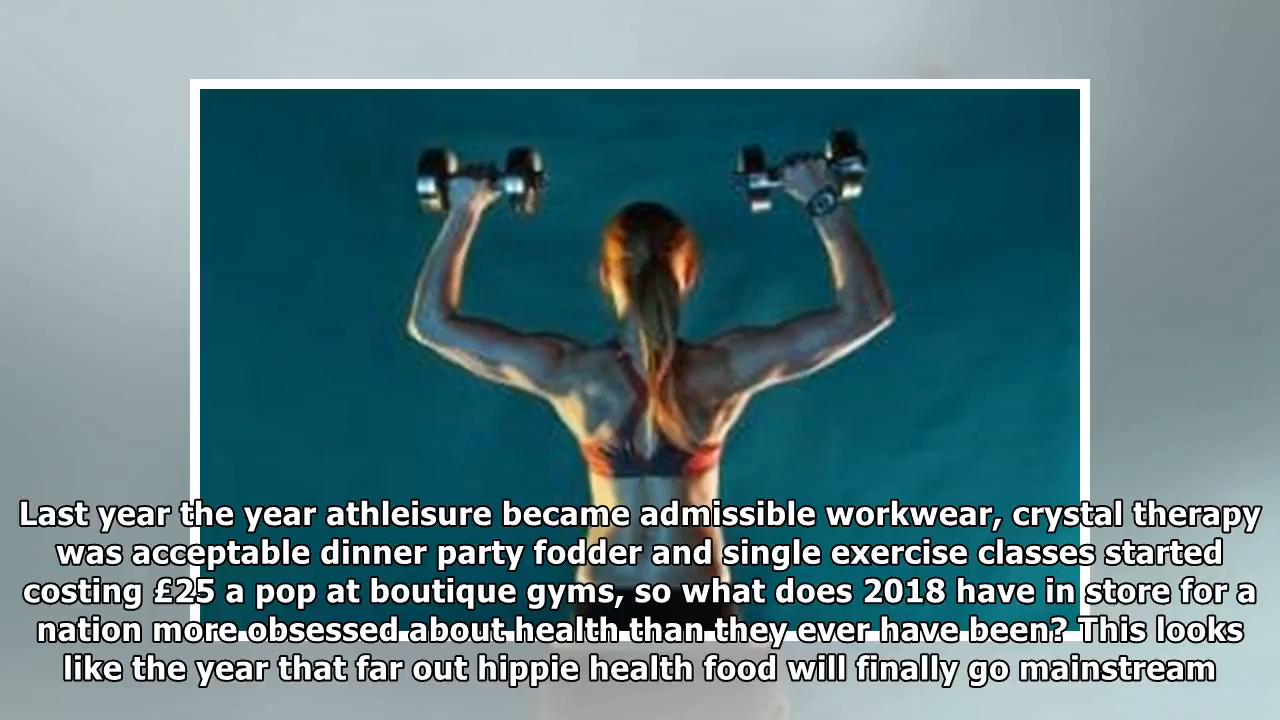 Last year the year athleisure became admissible workwear, crystal therapy
was acceptable dinner party fodder and single exercise classes started
costing £25 a pop at boutique gyms, so what does 2018 have in store for a
nation more obsessed about health than they ever have been? This looks
like the year that far out hippie health food will finally go mainstream